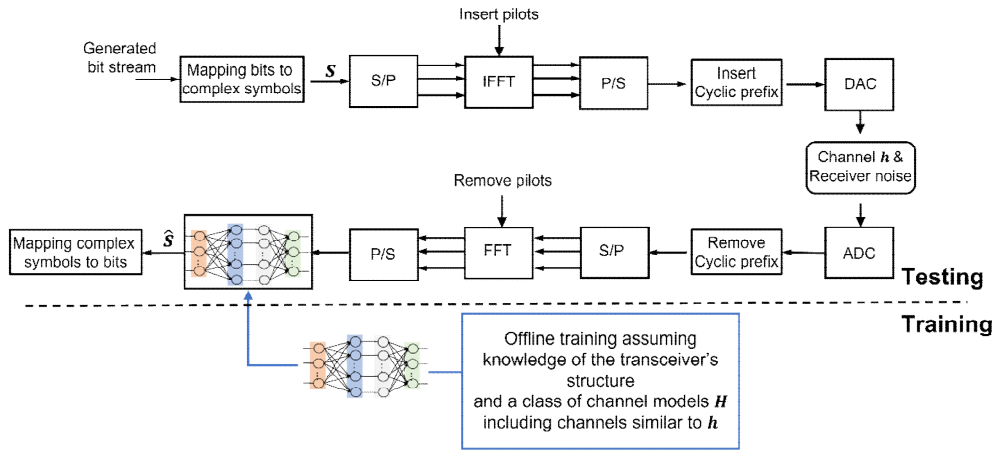 Insert pilots
Generated
bit stream
Mapping bits to
complex symbols
S
S/P
IFFT
P/S
Insert
Cyclic prefix
DAC
Channel h &
Receiver noise
Remove pilots
Mapping complex
symbols to bits
Ŝ
P/S
FFT
S/P
Remove
Cyclic prefix
ADC
Testing
Training
Offline training assuming
knowledge of the transceiver's
structure
and a class of channel models H
including channels similar to h